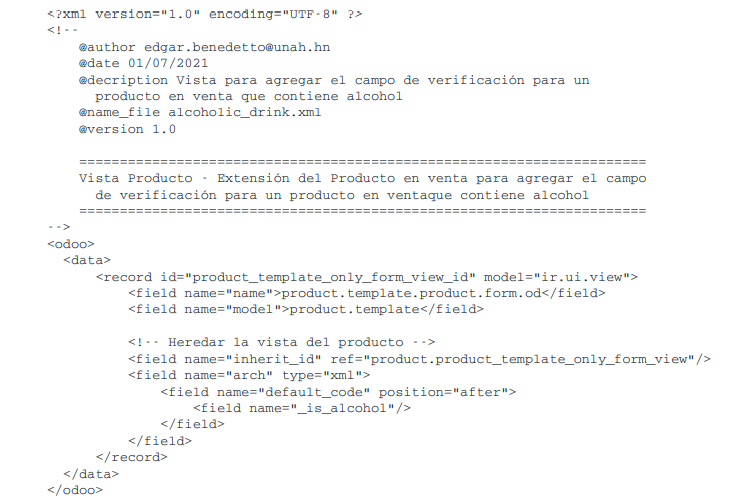 <?xml version="1.0" encoding="UTF-8" ?>
<!--
@author edgar.benedetto@unah.hn
@date 01/07/2021
@decription Vista para agregar el campo de verificación para un
producto en venta que contiene alcohol
@name_file alcoholic_drink.xml
@version 1.0
======================================================================
Vista Producto - Extensión del Producto en venta para agregar el campo
de verificación para un producto en ventaque contiene alcohol
======================================================================
-->
<odoo>
<data>
<record id="product_template_only_form_view_id" model="ir.ui.view">
<field name="name">product.template.product.form.od</field>
<field name="model">product.template</field>
<!-- Heredar la vista del producto -->
<field name="inherit_id" ref="product.product_template_only_form_view"/>
<field name="arch" type="xml">
<field name="default_code" position="after">
<field name="_is_alcohol"/>
</field>
</field>
</record>
</data>
</odoo>